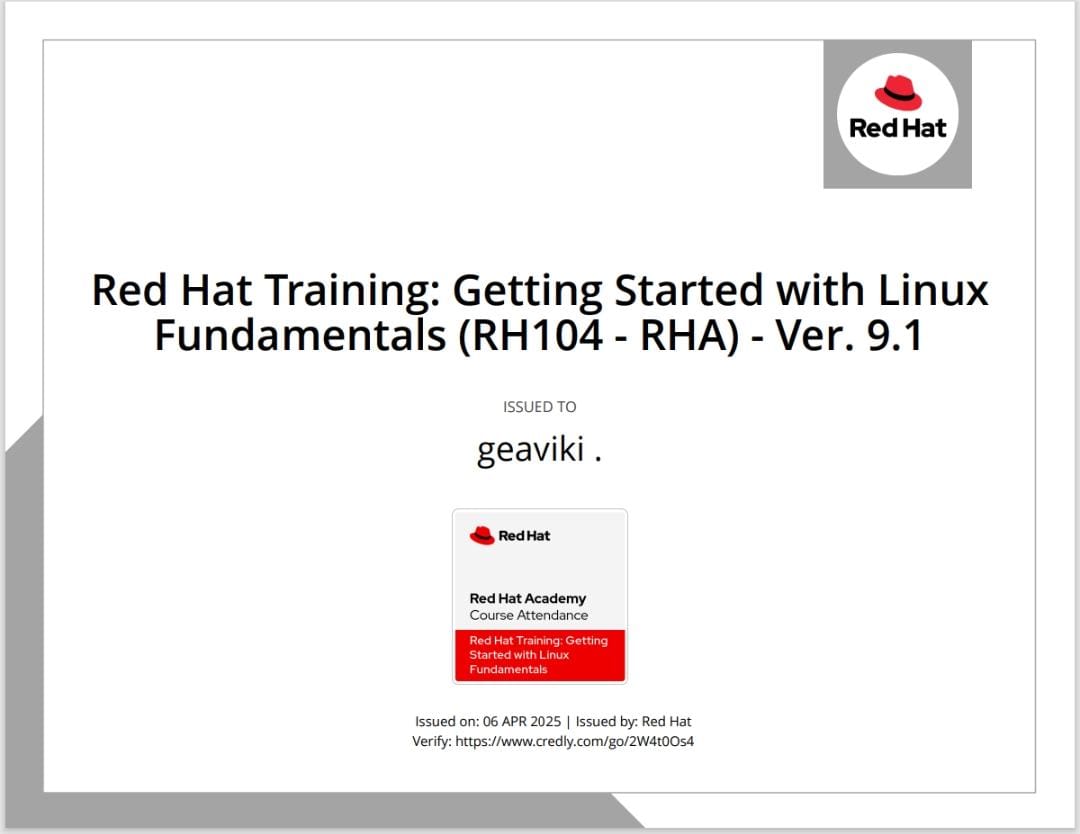 Red Hat
Red Hat Training: Getting Started with Linux
Fundamentals (RH104 - RHA) - Ver. 9.1
ISSUED TO
geaviki .
Red Hat
Red Hat Academy
Course Attendance
Red Hat Training: Getting
Started with Linux
Fundamentals
Issued on: 06 APR 2025 | Issued by: Red Hat
Verify: https://www.credly.com/go/2W4t0Os4